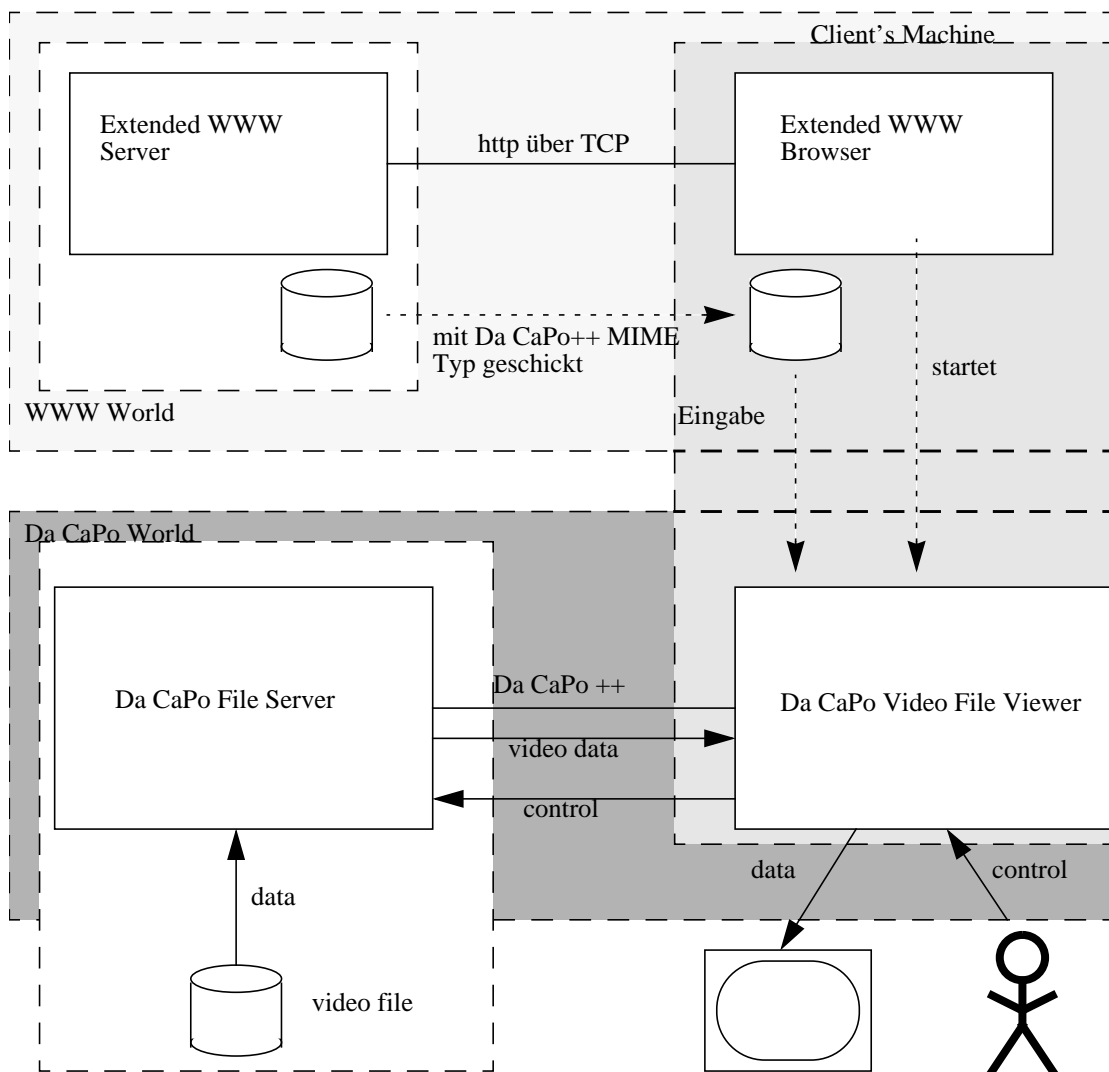 Client's Machine
Extended WWW
Server
http über TCP
Extended WWW
Browser
mit Da CaPo++ MIME
Typ geschickt
startet
WWW World
Eingabe
Da CaPo World
Da CaPo File Server
Da CaPo ++
video data
control
Da CaPo Video File Viewer
data
data
control
video file